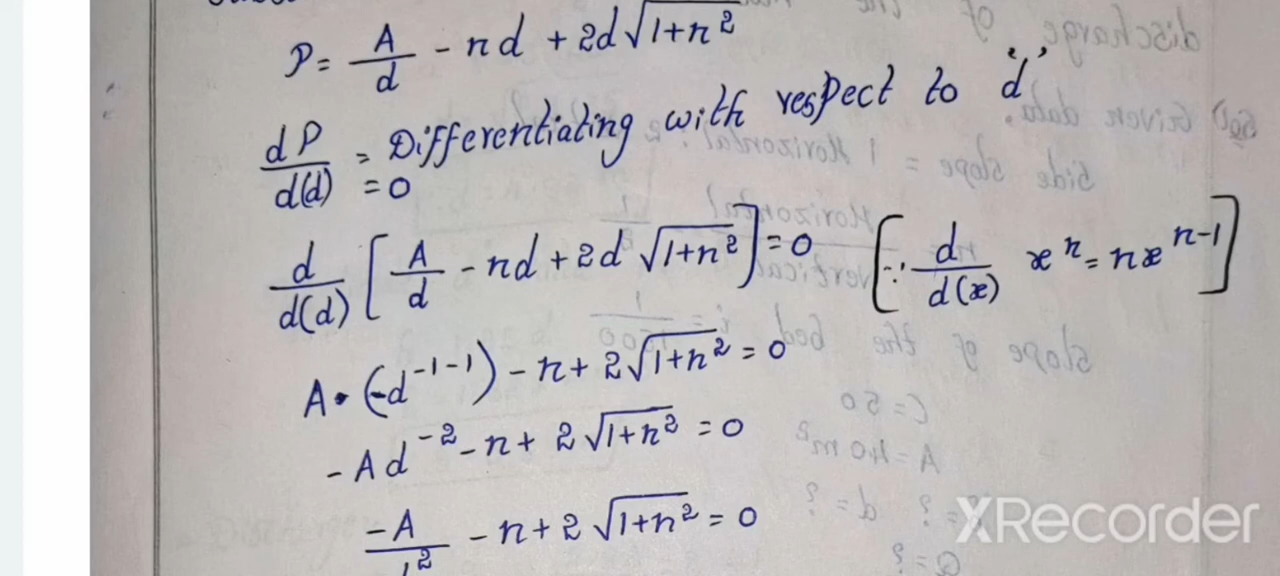 P = A/d - nd + 2d√(1+n²)
dP/d(d) = Differentiating with respect to 'd'
= 0
d/d(d) [A/d - nd + 2d√(1+n²)] = 0 [∵ d/d(x) xⁿ = nxⁿ⁻¹]
A • (-d⁻¹⁻¹) - n + 2√(1+n²) = 0
-Ad⁻² - n + 2√(1+n²) = 0
-A/d² - n + 2√(1+n²) = 0
XRecorder